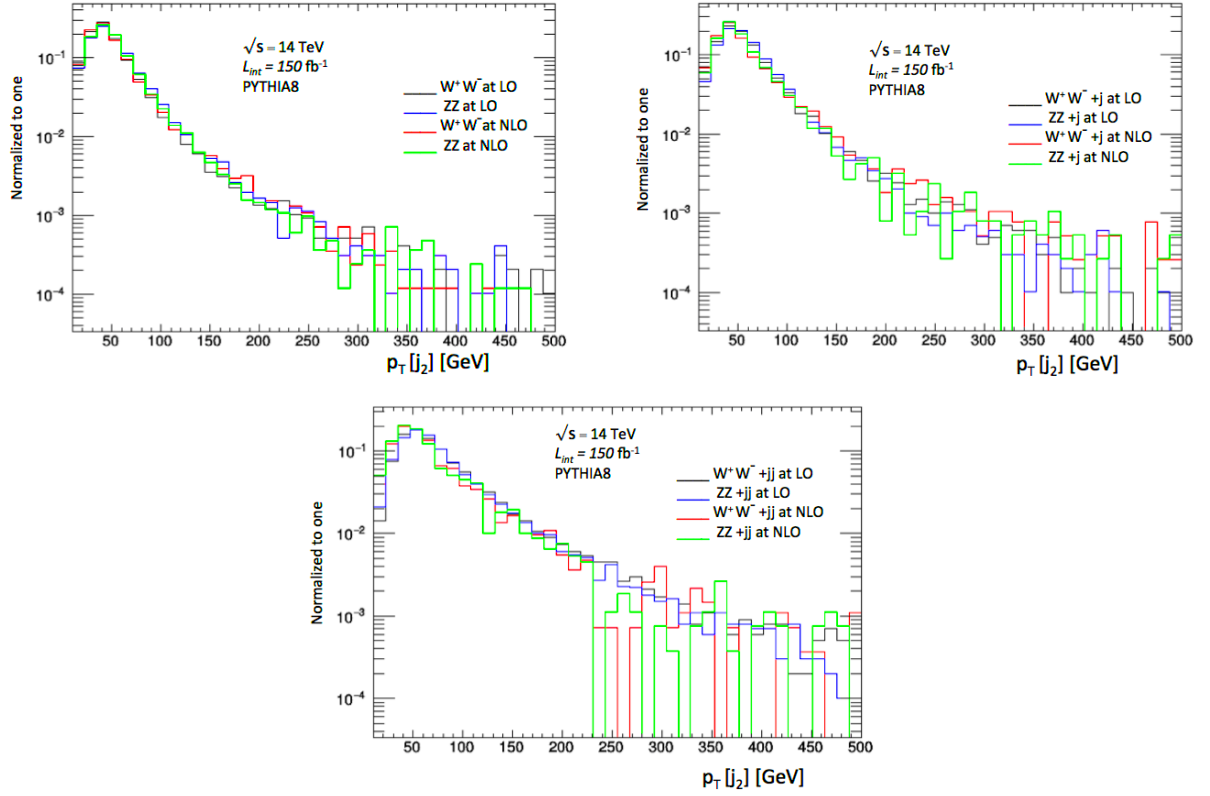 Normalized to one
10⁻¹
10⁻²
10⁻³
10⁻⁴
√s = 14 TeV
L_int = 150 fb⁻¹
PYTHIA8
W⁺W⁻ at LO
ZZ at LO
W⁺W⁻ at NLO
ZZ at NLO
50 100 150 200 250 300 350 400 450 500
p_T [j₂] [GeV]
Normalized to one
10⁻¹
10⁻²
10⁻³
10⁻⁴
√s = 14 TeV
L_int = 150 fb⁻¹
PYTHIA8
W⁺W⁻ +j at LO
ZZ +j at LO
W⁺W⁻ +j at NLO
ZZ +j at NLO
50 100 150 200 250 300 350 400 450 500
p_T [j₂] [GeV]
Normalized to one
10⁻¹
10⁻²
10⁻³
10⁻⁴
√s = 14 TeV
L_int = 150 fb⁻¹
PYTHIA8
W⁺W⁻ +jj at LO
ZZ +jj at LO
W⁺W⁻ +jj at NLO
ZZ +jj at NLO
50 100 150 200 250 300 350 400 450 500
p_T [j₂] [GeV]